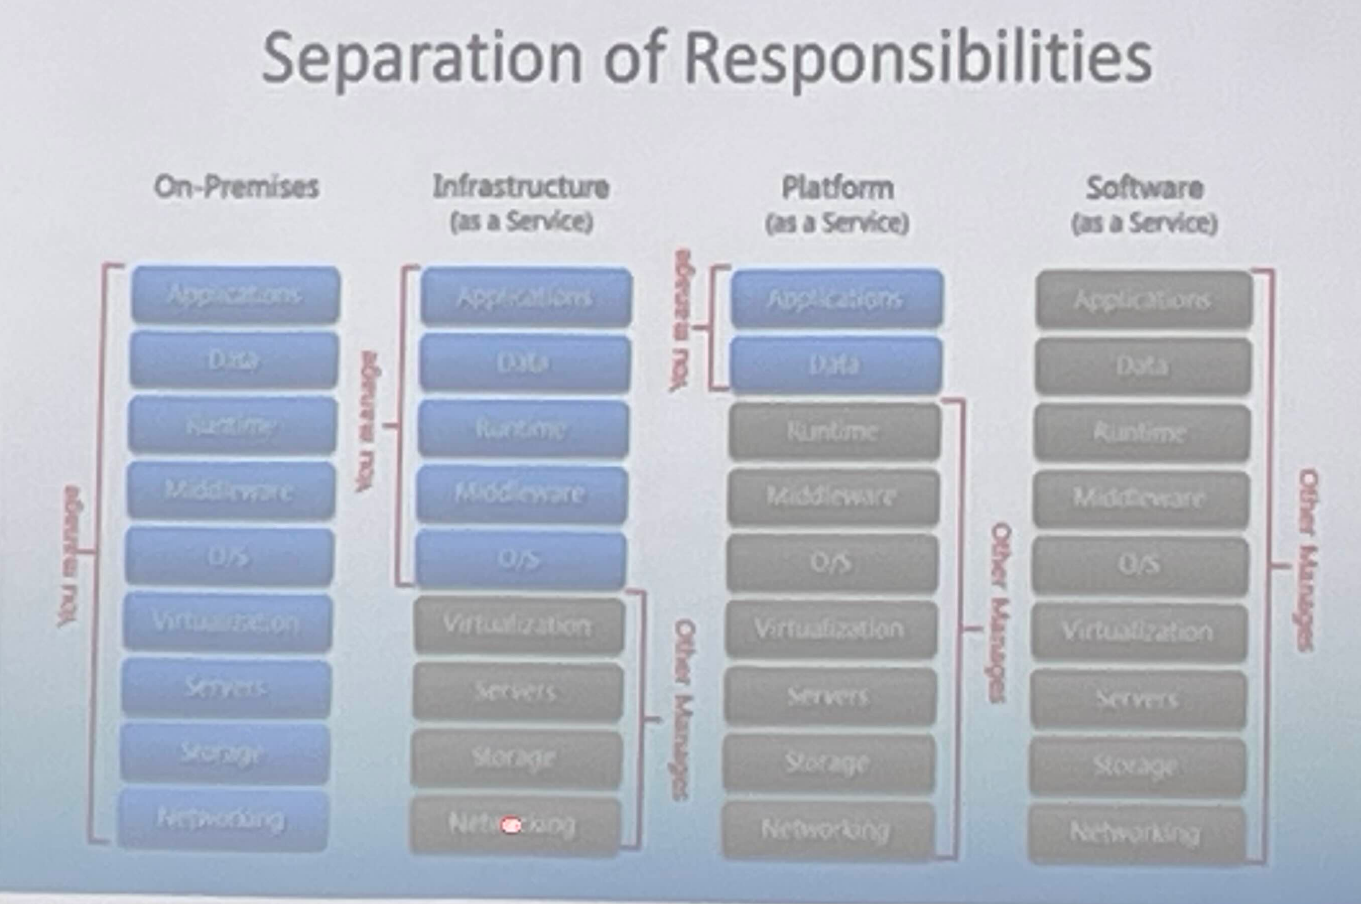 Separation of Responsibilities
On-Premises
Applications
Data
Runtime
Middleware
O/S
Virtualization
Servers
Storage
Networking
You manage
Infrastructure
(as a Service)
Applications
Data
Runtime
Middleware
O/S
Virtualization
Servers
Storage
Networking
You manage
Other Manages
Platform
(as a Service)
Applications
Data
Runtime
Middleware
O/S
Virtualization
Servers
Storage
Networking
You manage
Other Manages
Software
(as a Service)
Applications
Data
Runtime
Middleware
O/S
Virtualization
Servers
Storage
Networking
Other Manages